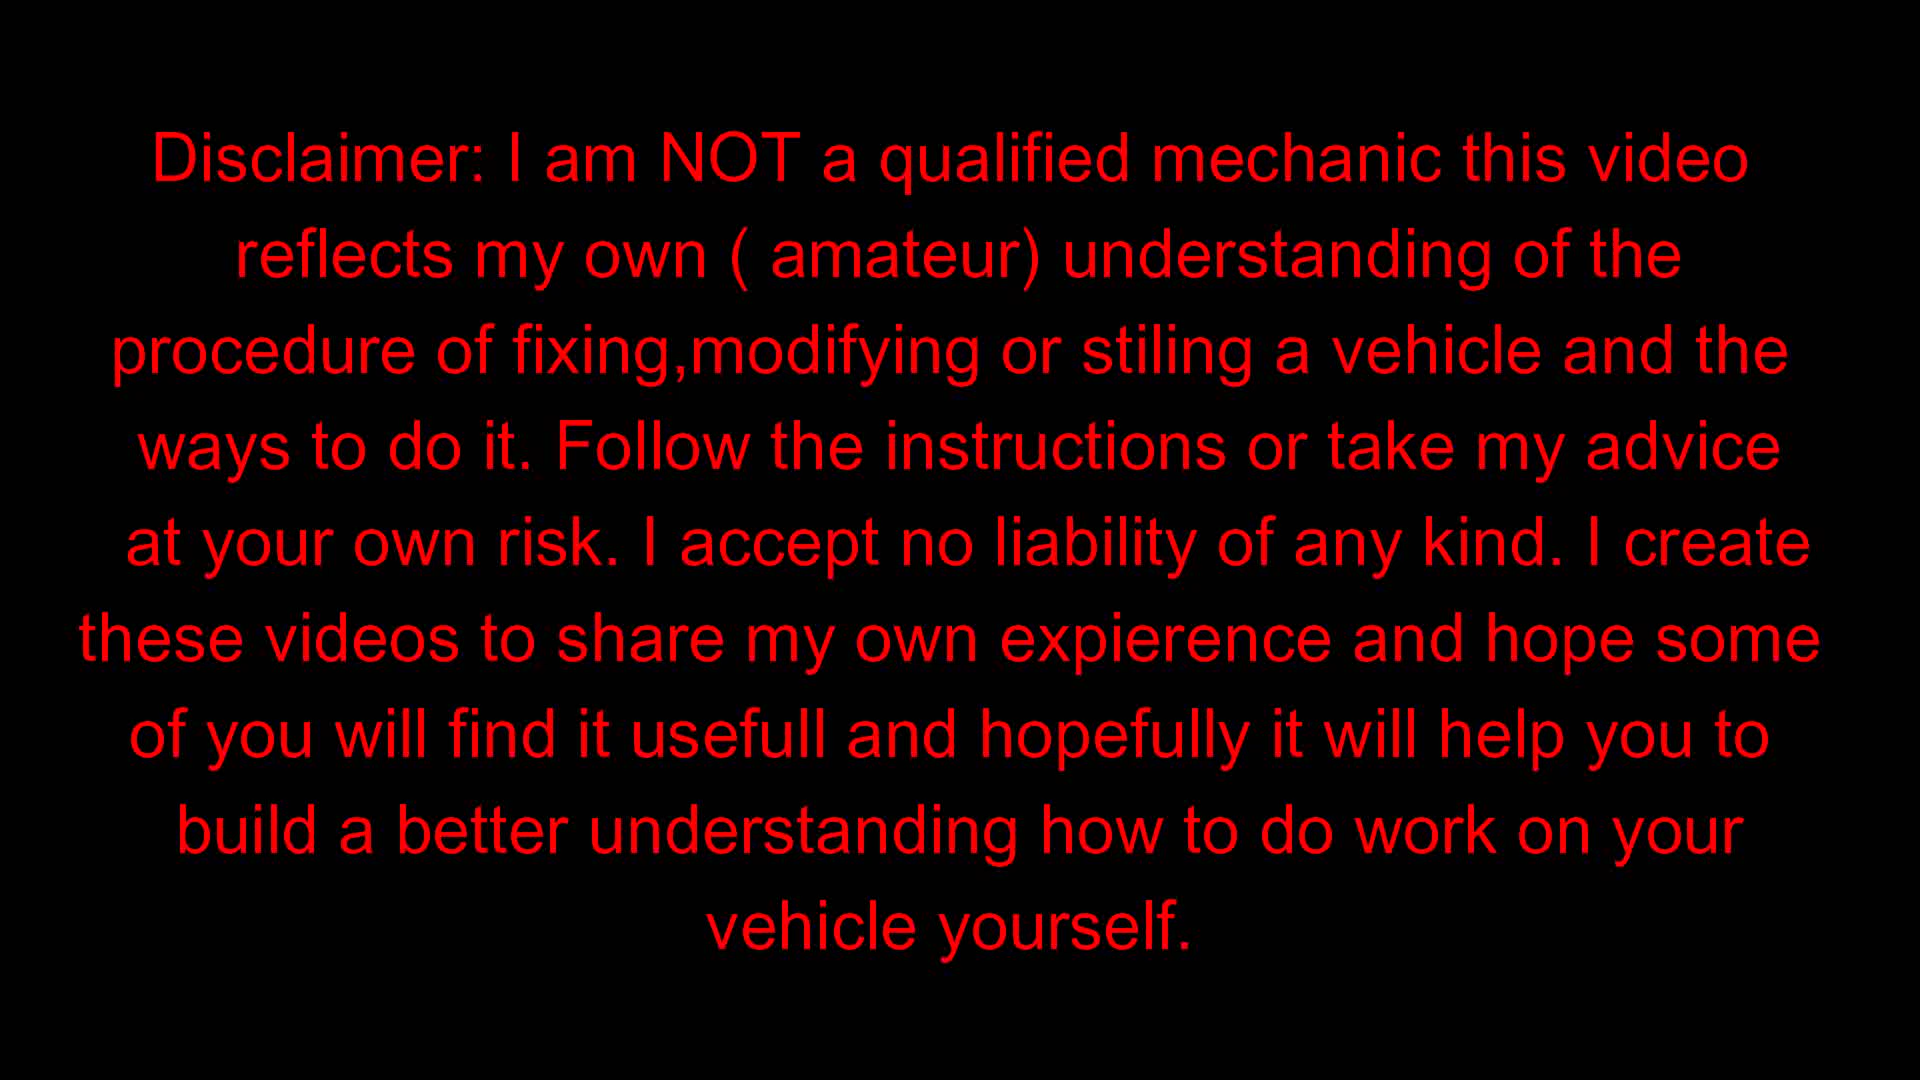 Disclaimer: I am NOT a qualified mechanic this video
reflects my own ( amateur) understanding of the
procedure of fixing,modifying or stiling a vehicle and the
ways to do it. Follow the instructions or take my advice
at your own risk. I accept no liability of any kind. I create
these videos to share my own expierence and hope some
of you will find it usefull and hopefully it will help you to
build a better understanding how to do work on your
vehicle yourself.